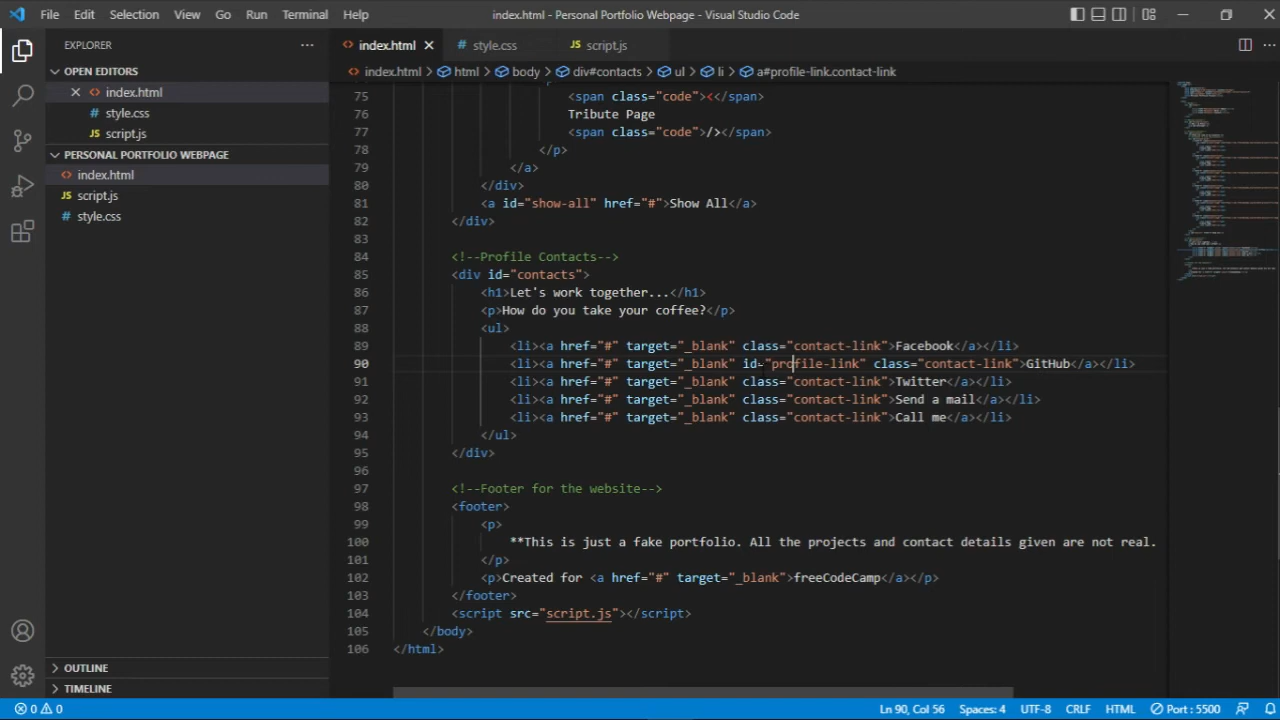 File Edit Selection View Go Run Terminal Help index.html - Personal Portfolio Webpage - Visual Studio Code
EXPLORER
OPEN EDITORS
index.html
style.css
script.js
PERSONAL PORTFOLIO WEBPAGE
index.html
script.js
style.css
OUTLINE
TIMELINE
index.html style.css script.js
index.html > html > body > div#contacts > ul > li > a#profile-link.contact-link
75 <span class="code"><</span>
76 Tribute Page
77 <span class="code">/></span>
78 </p>
79 </a>
80 </div>
81 <a id="show-all" href="#">Show All</a>
82 </div>
83
84 <!--Profile Contacts-->
85 <div id="contacts">
86 <h1>Let's work together...</h1>
87 <p>How do you take your coffee?</p>
88 <ul>
89 <li><a href="#" target="_blank" class="contact-link">Facebook</a></li>
90 <li><a href="#" target="_blank" id="profile-link" class="contact-link">GitHub</a></li>
91 <li><a href="#" target="_blank" class="contact-link">Twitter</a></li>
92 <li><a href="#" target="_blank" class="contact-link">Send a mail</a></li>
93 <li><a href="#" target="_blank" class="contact-link">Call me</a></li>
94 </ul>
95 </div>
96
97 <!--Footer for the website-->
98 <footer>
99 <p>
100 **This is just a fake portfolio. All the projects and contact details given are not real.
101 </p>
102 <p>Created for <a href="#" target="_blank">freeCodeCamp</a></p>
103 </footer>
104 <script src="script.js"></script>
105 </body>
106 </html>
0 0 Ln 90, Col 56 Spaces: 4 UTF-8 CRLF HTML Port : 5500